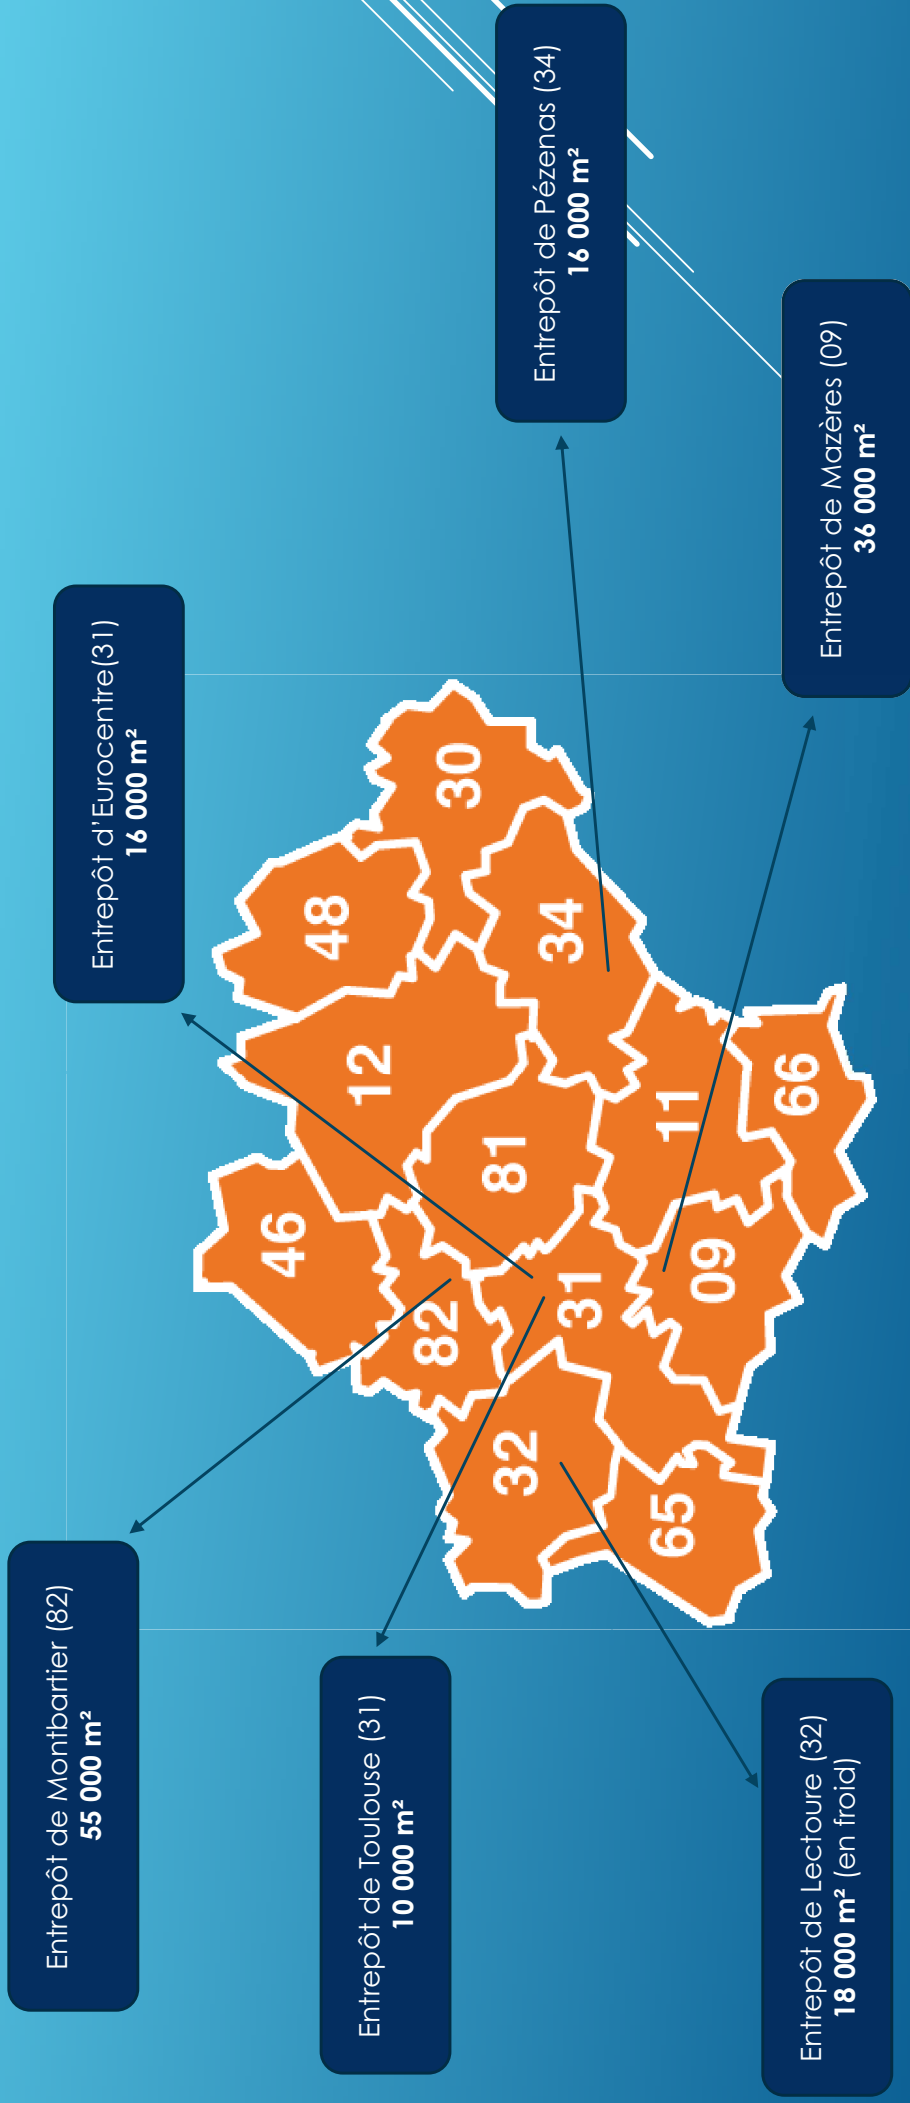 Entrepôt de Montbartier (82)
55 000 m²
Entrepôt d'Eurocentre(31)
16 000 m²
Entrepôt de Toulouse (31)
10 000 m²
Entrepôt de Pézenas (34)
16 000 m²
Entrepôt de Lectoure (32)
18 000 m² (en froid)
Entrepôt de Mazères (09)
36 000 m²
46
48
12
82
30
81
32
31
34
65
09
11
66